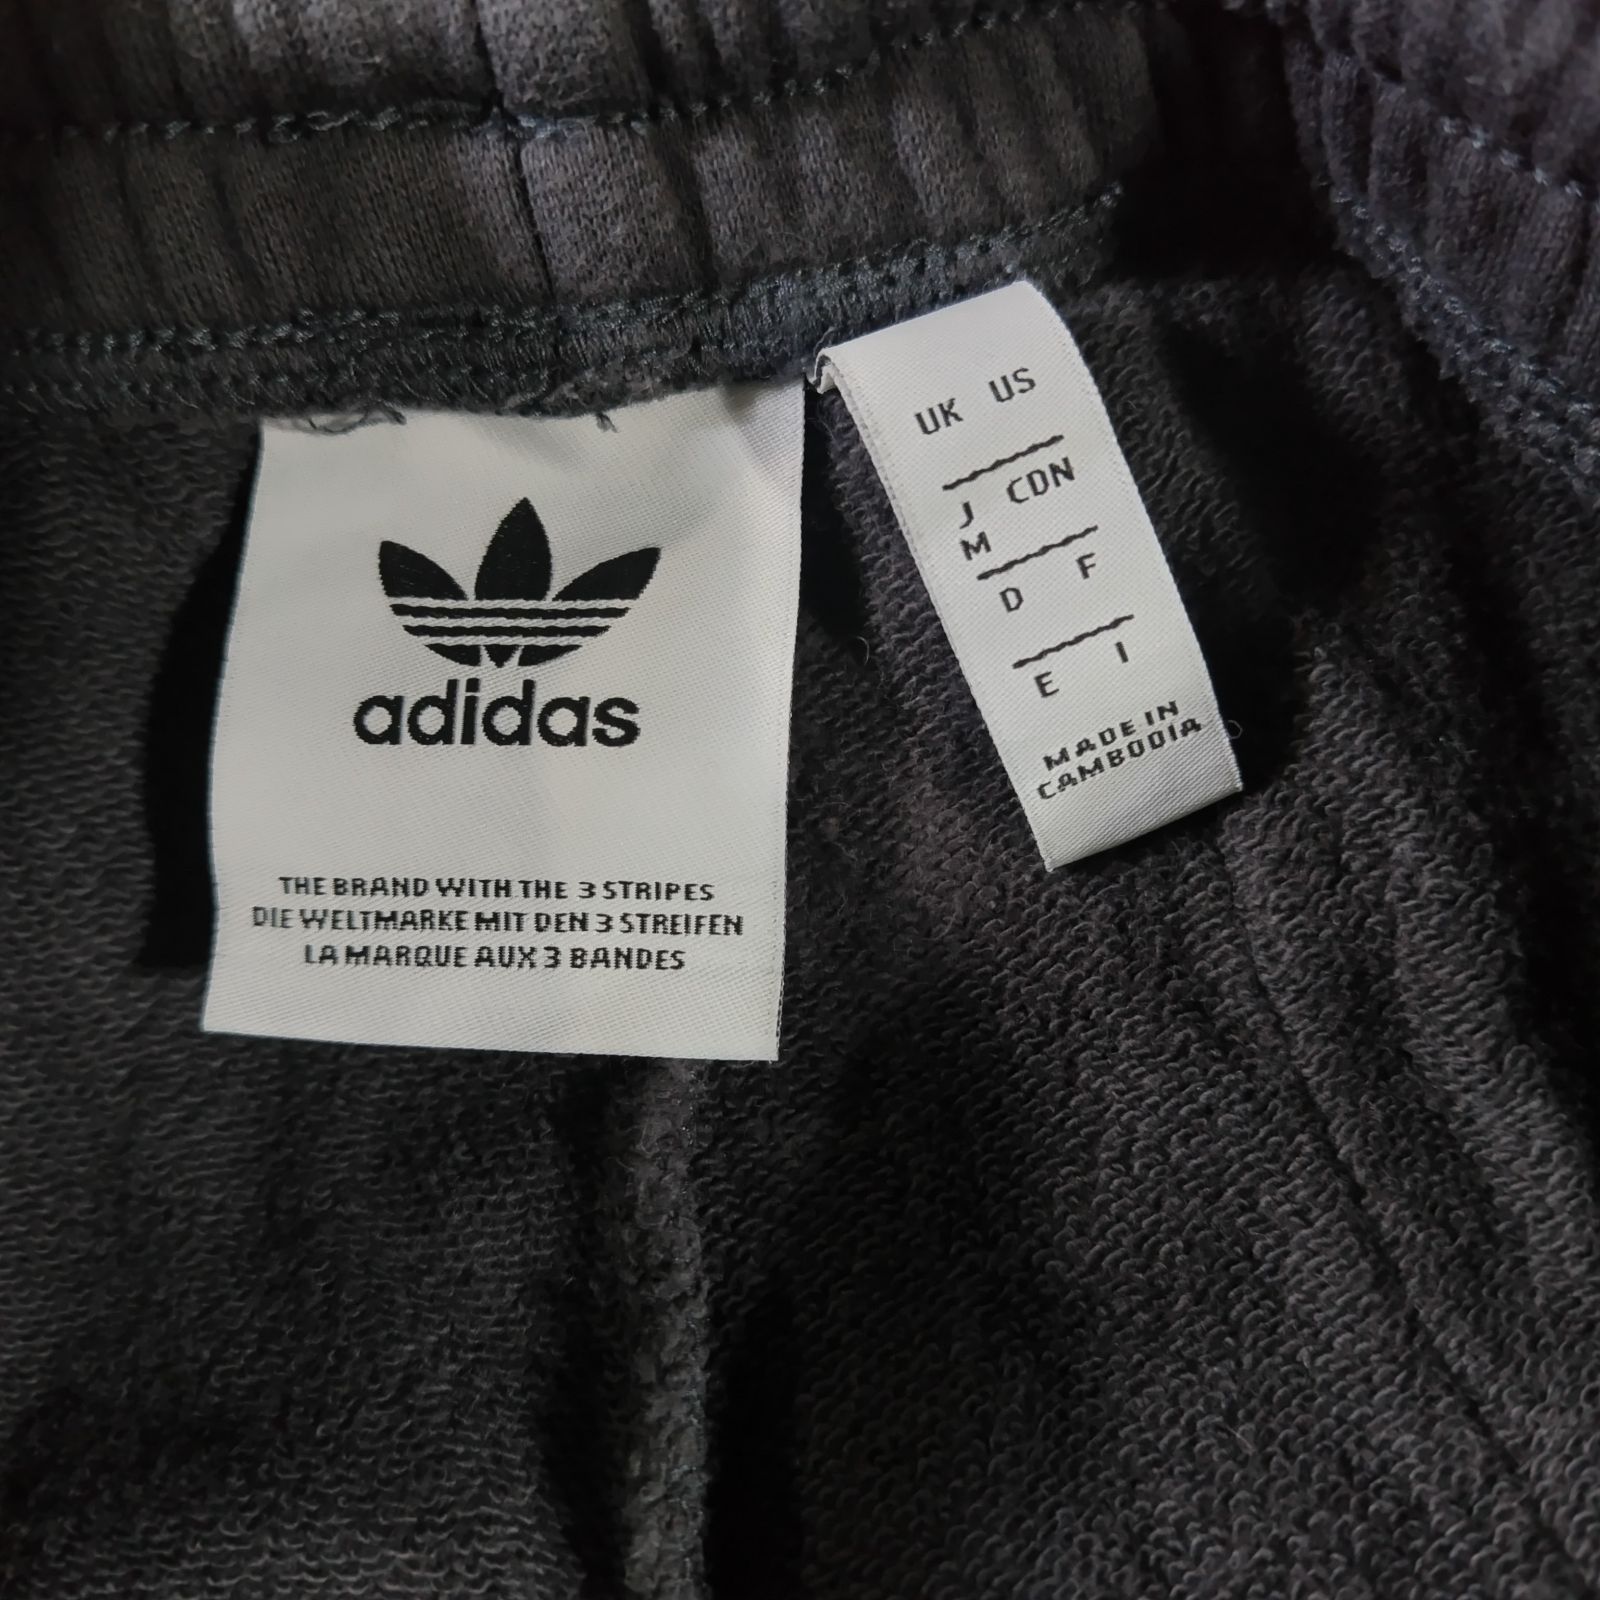 adidas
THE BRAND WITH THE 3 STRIPES
DIE WELTMARKE MIT DEN 3 STREIFEN
LA MARQUE AUX 3 BANDES
UK US
J CDN
M
D F
E I
MADE IN
CAMBODIA